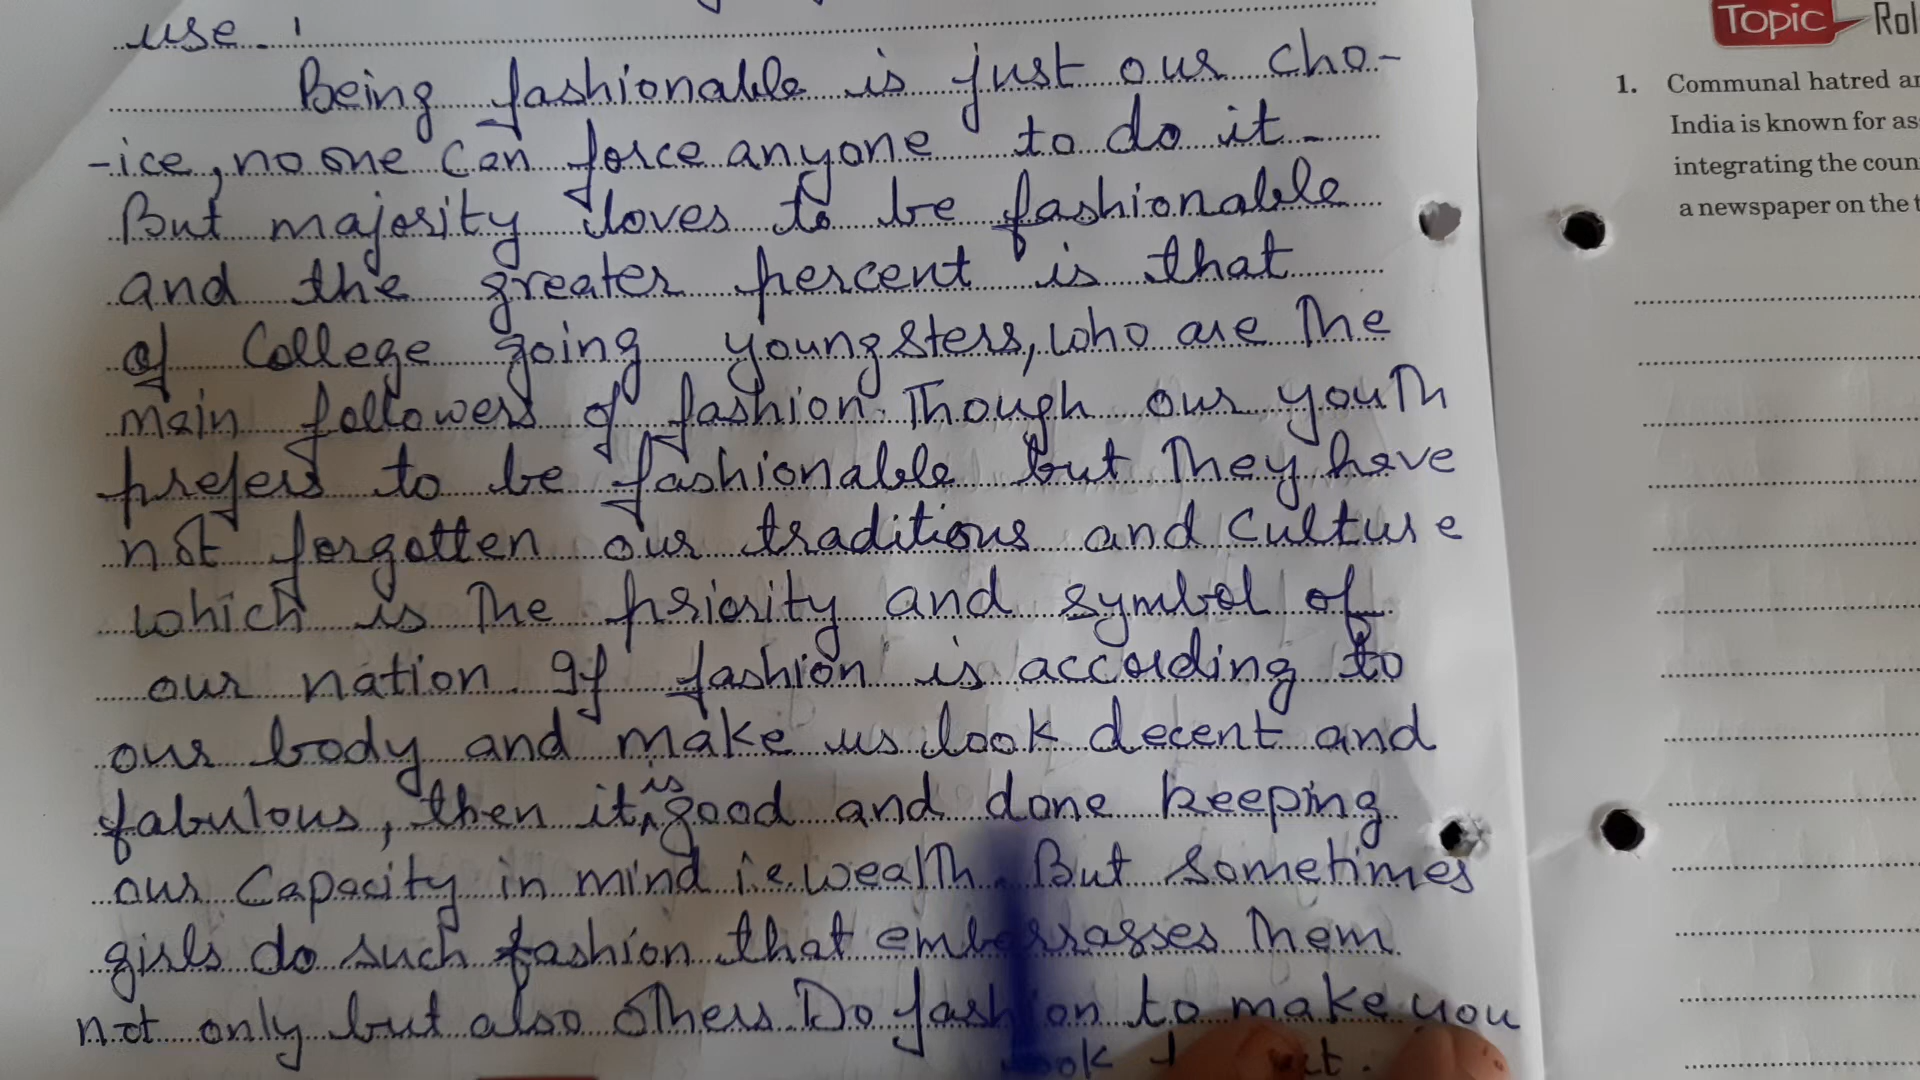 use.
Being fashionable is just our cho-
-ice, no one can force anyone to do it.
But majority loves to be fashionable
and the greater percent is that
of College going youngsters, who are the
main followers of fashion. Though our youth
prefers to be fashionable but they have
not forgotten our traditions and culture
which is the priority and symbol of
our nation. If fashion is according to
our body and make us look decent and
fabulous, then it is good and done keeping
our capacity in mind i.e. wealth. But sometimes
girls do such fashion that embarrasses them
not only but also others. Do fashion to make you
Topic
1. Communal hatred
India is known for
integrating the
a newspaper on the